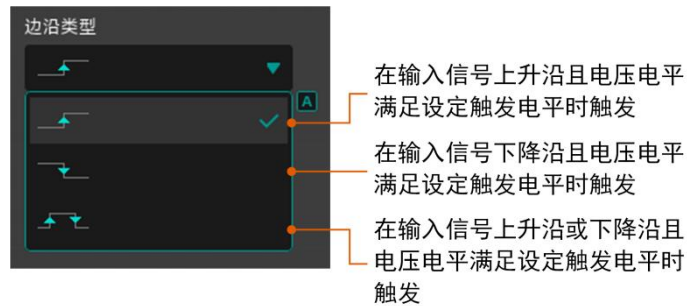 边沿类型
A
在输入信号上升沿且电压电平
满足设定触发电平时触发
在输入信号下降沿且电压电平
满足设定触发电平时触发
在输入信号上升沿或下降沿且
电压电平满足设定触发电平时
触发